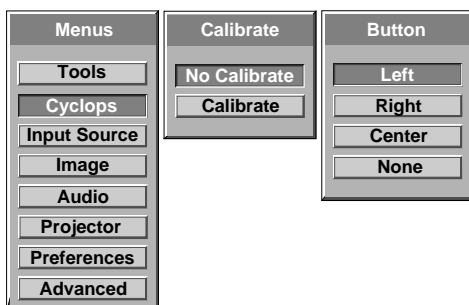 Menus
Tools
Cyclops
Input Source
Image
Audio
Projector
Preferences
Advanced
Calibrate
No Calibrate
Calibrate
Button
Left
Right
Center
None